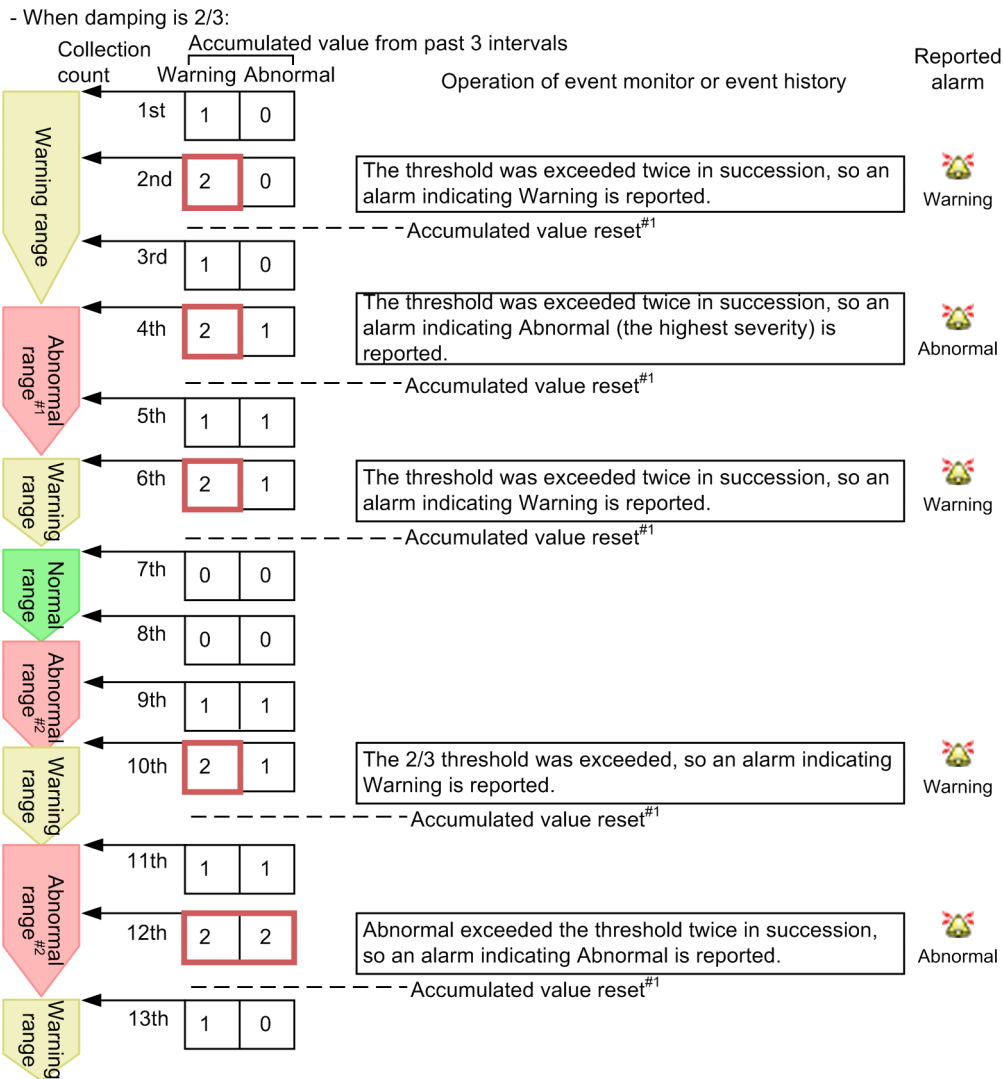 - When damping is 2/3:
Collection count
Accumulated value from past 3 intervals
Warning Abnormal
Operation of event monitor or event history
Reported alarm
Warning range
1st 1 0
2nd 2 0
The threshold was exceeded twice in succession, so an
alarm indicating Warning is reported.
Warning
Accumulated value reset#1
3rd 1 0
Abnormal range#1
4th 2 1
The threshold was exceeded twice in succession, so an
alarm indicating Abnormal (the highest severity) is
reported.
Abnormal
Accumulated value reset#1
5th 1 1
Warning range
6th 2 1
The threshold was exceeded twice in succession, so an
alarm indicating Warning is reported.
Warning
Accumulated value reset#1
Normal range
7th 0 0
8th 0 0
Abnormal range#2
9th 1 1
Warning range
10th 2 1
The 2/3 threshold was exceeded, so an alarm indicating
Warning is reported.
Warning
Accumulated value reset#1
Abnormal range#2
11th 1 1
12th 2 2
Abnormal exceeded the threshold twice in succession,
so an alarm indicating Abnormal is reported.
Abnormal
Accumulated value reset#1
Warning range
13th 1 0